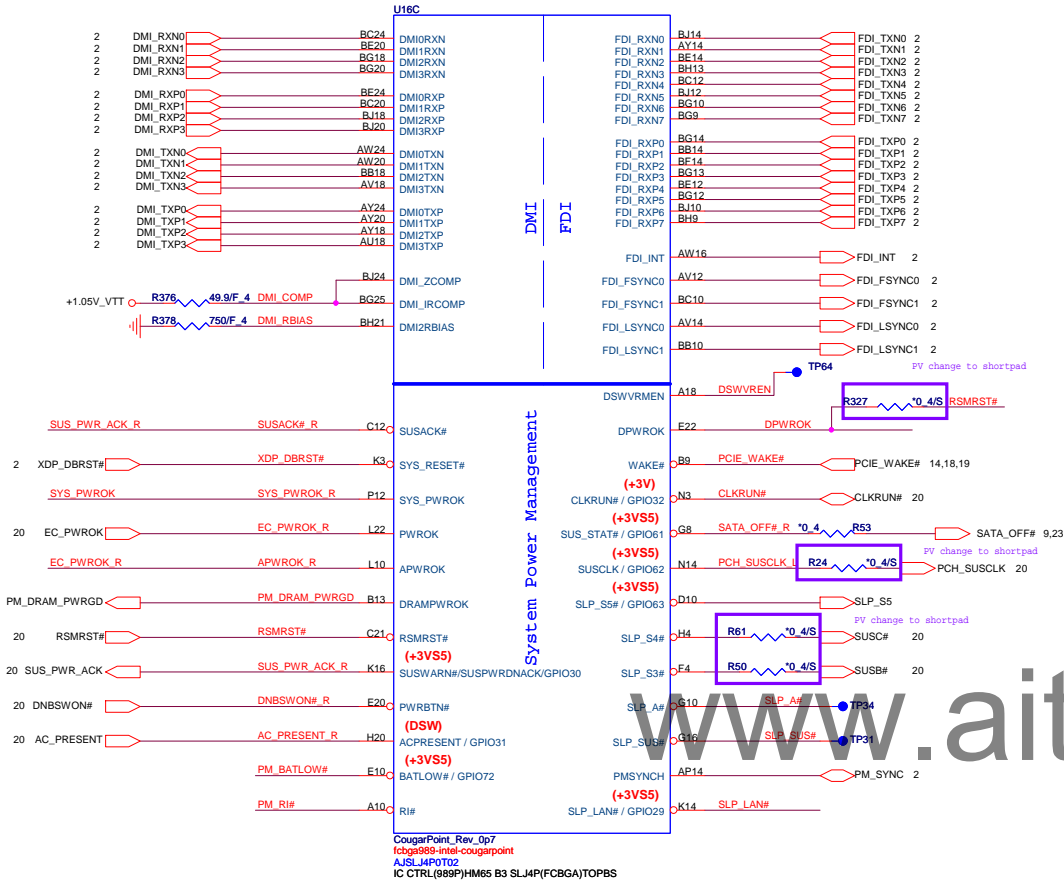 U16C
2 DMI_RXN0 BC24 DMI0RXN
2 DMI_RXN1 BE20 DMI1RXN
2 DMI_RXN2 BG18 DMI2RXN
2 DMI_RXN3 BG20 DMI3RXN
2 DMI_RXP0 BE24 DMI0RXP
2 DMI_RXP1 BC20 DMI1RXP
2 DMI_RXP2 BJ18 DMI2RXP
2 DMI_RXP3 BJ20 DMI3RXP
2 DMI_TXN0 AW24 DMI0TXN
2 DMI_TXN1 AW20 DMI1TXN
2 DMI_TXN2 BB18 DMI2TXN
2 DMI_TXN3 AV18 DMI3TXN
2 DMI_TXP0 AY24 DMI0TXP
2 DMI_TXP1 AY20 DMI1TXP
2 DMI_TXP2 AY18 DMI2TXP
2 DMI_TXP3 AU18 DMI3TXP
BJ24 DMI_ZCOMP
+1.05V_VTT R376 49.9/F_4 DMI_COMP BG25 DMI_IRCOMP
R378 750/F_4 DMI_RBIAS BH21 DMI2RBIAS
DMI
FDI
FDI_RXN0 BJ14 FDI_TXN0 2
FDI_RXN1 AY14 FDI_TXN1 2
FDI_RXN2 BE14 FDI_TXN2 2
FDI_RXN3 BH13 FDI_TXN3 2
FDI_RXN4 BC12 FDI_TXN4 2
FDI_RXN5 BJ12 FDI_TXN5 2
FDI_RXN6 BG10 FDI_TXN6 2
FDI_RXN7 BG9 FDI_TXN7 2
FDI_RXP0 BG14 FDI_TXP0 2
FDI_RXP1 BB14 FDI_TXP1 2
FDI_RXP2 BF14 FDI_TXP2 2
FDI_RXP3 BG13 FDI_TXP3 2
FDI_RXP4 BE12 FDI_TXP4 2
FDI_RXP5 BG12 FDI_TXP5 2
FDI_RXP6 BJ10 FDI_TXP6 2
FDI_RXP7 BH9 FDI_TXP7 2
FDI_INT AW16 FDI_INT 2
FDI_FSYNC0 AV12 FDI_FSYNC0 2
FDI_FSYNC1 BC10 FDI_FSYNC1 2
FDI_LSYNC0 AV14 FDI_LSYNC0 2
FDI_LSYNC1 BB10 FDI_LSYNC1 2
System Power Management
SUS_PWR_ACK_R SUSACK#_R C12 SUSACK#
2 XDP_DBRST# XDP_DBRST# K3 SYS_RESET#
SYS_PWROK SYS_PWROK_R P12 SYS_PWROK
20 EC_PWROK EC_PWROK_R L22 PWROK
EC_PWROK_R APWROK_R L10 APWROK
PM_DRAM_PWRGD PM_DRAM_PWRGD B13 DRAMPWROK
20 RSMRST# RSMRST# C21 RSMRST#
(+3VS5)
20 SUS_PWR_ACK SUS_PWR_ACK_R K16 SUSWARN#/SUSPWRDNACK/GPIO30
20 DNBSWON# DNBSWON#_R E20 PWRBTN#
(DSW)
20 AC_PRESENT AC_PRESENT_R H20 ACPRESENT / GPIO31
(+3VS5)
PM_BATLOW# E10 BATLOW# / GPIO72
PM_RI# A10 RI#
DSWVRMEN A18 DSWVREN TP64
PV change to shortpad
R327 *0_4/S RSMRST#
DPWROK E22 DPWROK
WAKE# B9 PCIE_WAKE# PCIE_WAKE# 14,18,19
(+3V)
CLKRUN# / GPIO32 N3 CLKRUN# CLKRUN# 20
(+3VS5)
SUS_STAT# / GPIO61 G8 SATA_OFF#_R *0_4 R53 SATA_OFF# 9,23
(+3VS5)
PV change to shortpad
SUSCLK / GPIO62 N14 PCH_SUSCLK_L R24 *0_4/S PCH_SUSCLK 20
(+3VS5)
SLP_S5# / GPIO63 D10 SLP_S5
PV change to shortpad
SLP_S4# H4 R61 *0_4/S SUSC# 20
SLP_S3# F4 R50 *0_4/S SUSB# 20
SLP_A# G10 SLP_A# TP34
SLP_SUS# G16 SLP_SUS# TP31
PMSYNCH AP14 PM_SYNC 2
(+3VS5)
SLP_LAN# / GPIO29 K14 SLP_LAN#
www.ait
CougarPoint_Rev_0p7
fcbga989-intel-cougarpoint
AJSLJ4P0T02
IC CTRL(989P)HM65 B3 SLJ4P(FCBGA)TOPBS